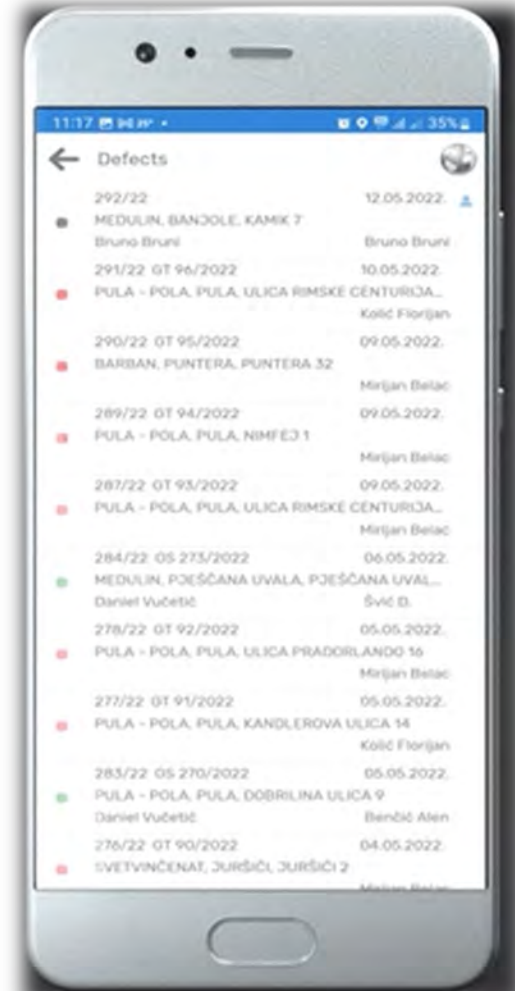 11:17 35%
Defects
292/22 12.05.2022.
MEDULIN, BANJOLE, KAMIK 7
Bruno Bruni Bruno Bruni
291/22 GT 96/2022 10.05.2022.
PULA - POLA, PULA, ULICA RIMSKE CENTURIJA...
Kolić Florijan
290/22 GT 95/2022 09.05.2022.
BARBAN, PUNTERA, PUNTERA 32
Mirijan Belac
289/22 GT 94/2022 09.05.2022.
PULA - POLA, PULA, NIMFEJ 1
Mirijan Belac
287/22 GT 93/2022 09.05.2022.
PULA - POLA, PULA, ULICA RIMSKE CENTURIJA...
Mirijan Belac
284/22 OS 273/2022 06.05.2022.
MEDULIN, PJEŠČANA UVALA, PJEŠČANA UVAL...
Daniel Vučetić Švić D.
278/22 GT 92/2022 05.05.2022.
PULA - POLA, PULA, ULICA PRADORLANDO 16
Mirijan Belac
277/22 GT 91/2022 05.05.2022.
PULA - POLA, PULA, KANDLEROVA ULICA 14
Kolić Florijan
283/22 OS 270/2022 05.05.2022.
PULA - POLA, PULA, DOBRILINA ULICA 9
Daniel Vučetić Benčić Alen
276/22 GT 90/2022 04.05.2022.
SVETVINČENAT, JURŠIĆI, JURŠIĆI 2